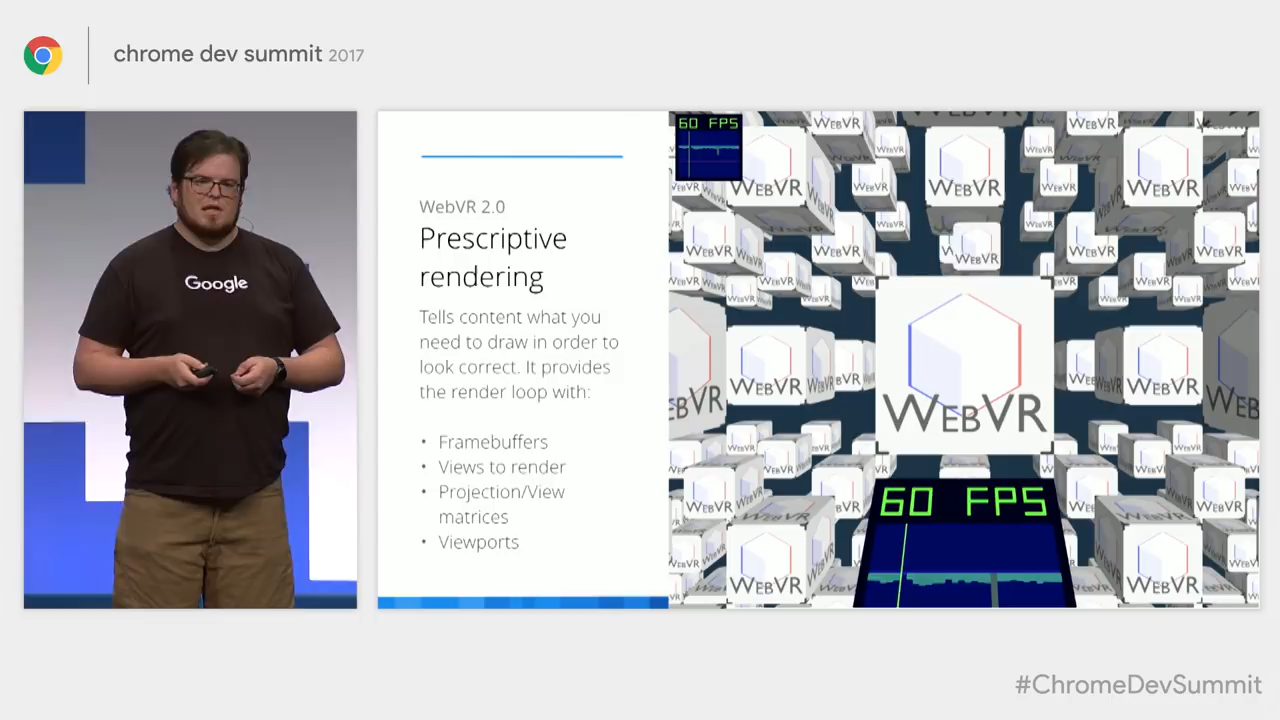 chrome dev summit 2017
Google
WebVR 2.0
Prescriptive
rendering
Tells content what you
need to draw in order to
look correct. It provides
the render loop with:
• Framebuffers
• Views to render
• Projection/View
matrices
• Viewports
60 FPS
WEBVR
60 FPS
#ChromeDevSummit